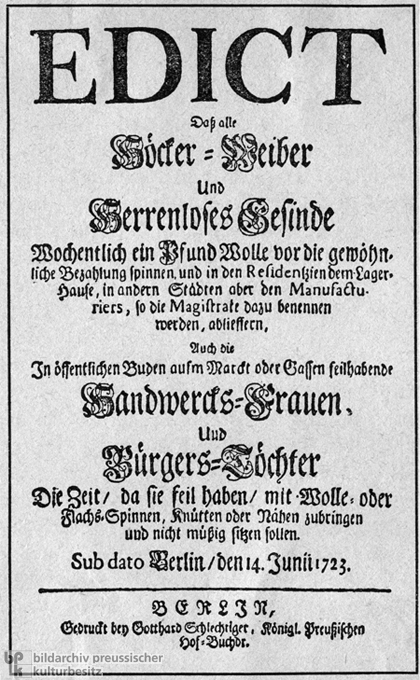 EDICT
Daß alle
Höcker-Weiber
Und
Herrenloses Gesinde
Wochentlich ein Pfund Wolle vor die gewöhn-
liche Bezahlung spinnen, und in den Residentzien dem Lager-
Hause, in andern Städten aber den Manufactu-
riers, so die Magistrate dazu benennen
werden, abliefern,
Auch die
In öffentlichen Buden aufm Marckt oder Gassen feilhabende
Handwercks-Frauen,
Und
Bürgers-Töchter
Die Zeit/ da sie feil haben/ mit Wolle- oder
Flachs-Spinnen, Knütten oder Nähen zubringen
und nicht müßig sitzen sollen.
Sub dato Berlin/ den 14. Junii 1723.
BERLIN,
Gedruckt bey Gotthard Schlechtiger, Königl. Preußischen
Hof-Buchdr.
bpk bildarchiv preussischer
kulturbesitz